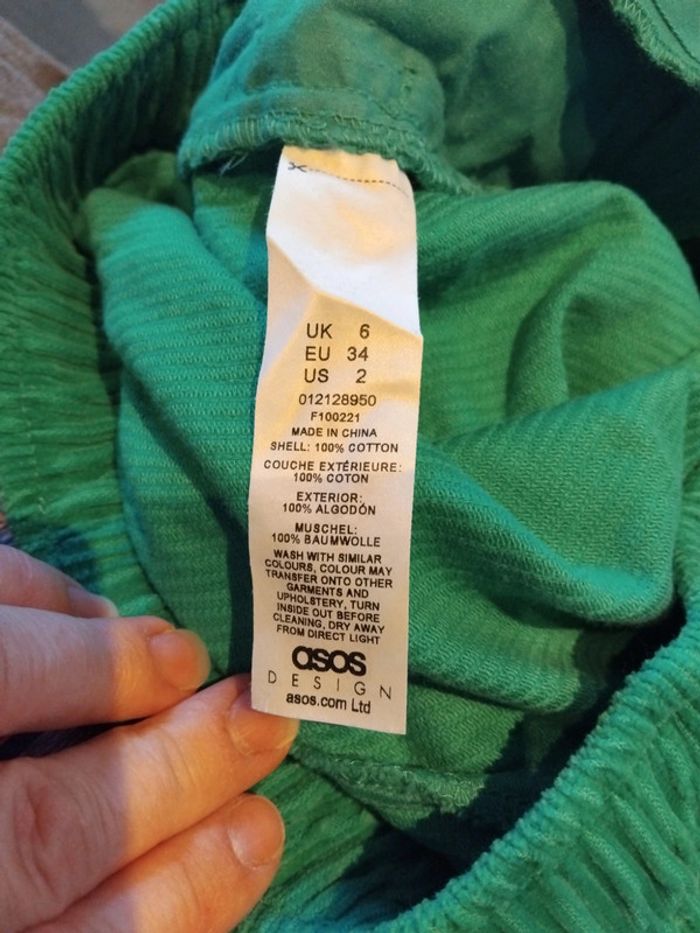 UK 6
EU 34
US 2
012128950
F100221
MADE IN CHINA
SHELL: 100% COTTON
COUCHE EXTÉRIEURE:
100% COTON
EXTERIOR:
100% ALGODÓN
MUSCHEL:
100% BAUMWOLLE
WASH WITH SIMILAR
COLOURS, COLOUR MAY
TRANSFER ONTO OTHER
GARMENTS AND
UPHOLSTERY, TURN
INSIDE OUT BEFORE
CLEANING, DRY AWAY
FROM DIRECT LIGHT
asos
DESIGN
asos.com Ltd